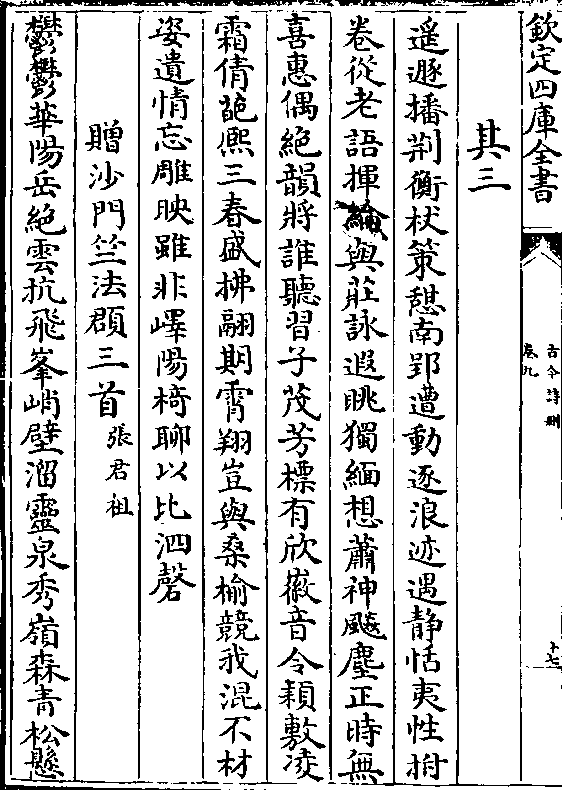 欽定四庫全書
古今詩刪
卷九
十七
其三
遥遯播荆衡杖策憇南郢遭動逐浪迹遇静恬夷性拊
卷從老語揮綸與莊詠遐眺獨緬想蕭神飈塵正時無
喜惠偶絶韻將誰聽習子茂芳標有欣徽音令穎敷凌
霜倩葩熈三春盛拂翮期霄翔豈與桑榆競我混不材
姿遺情忘雕映雖非嶧陽椅聊以比泗磬
贈沙門竺法頵三首張君祖
鬱鬱華陽岳絶雲抗飛峯峭壁溜靈泉秀嶺森青松懸